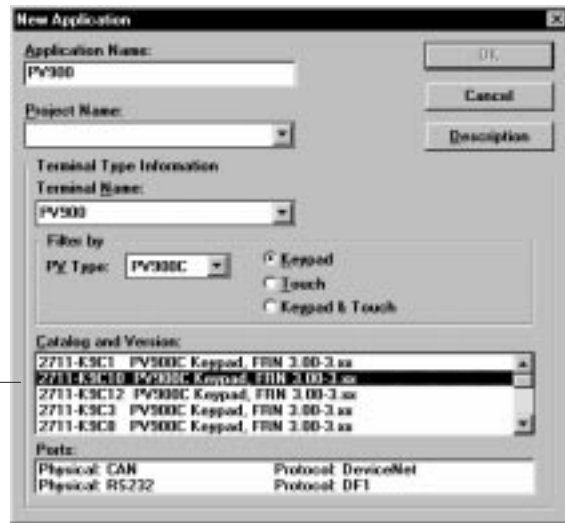 New Application
Application Name:
PV900
OK
Cancel
Project Name:
Description
Terminal Type Information
Terminal Name:
PV900
Filter by
PV Type: PV900C
Keypad
Touch
Keypad & Touch
Catalog and Version:
2711-K9C1 PV900C Keypad, FRN 3.00-3.xx
2711-K9C10 PV900C Keypad, FRN 3.00-3.xx
2711-K9C12 PV900C Keypad, FRN 3.00-3.xx
2711-K9C3 PV900C Keypad, FRN 3.00-3.xx
2711-K9C8 PV900C Keypad, FRN 3.00-3.xx
Ports:
Physical: CAN Protocol: DeviceNet
Physical: RS232 Protocol: DF1